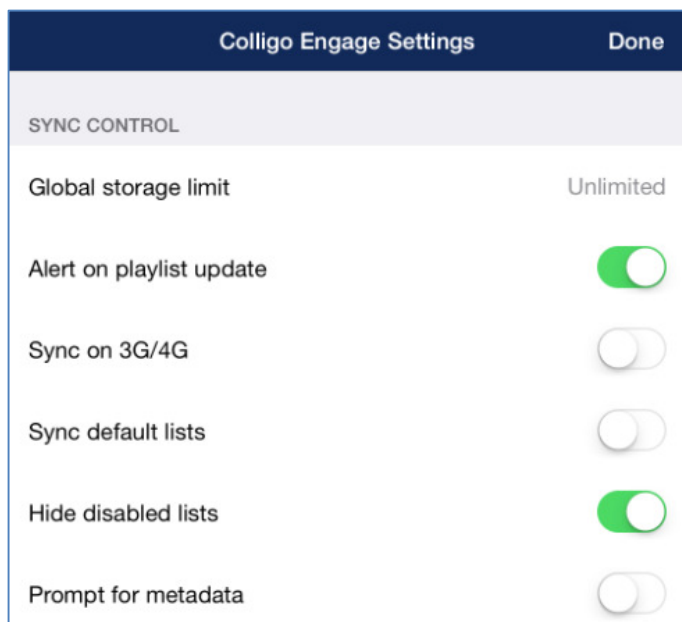 Colligo Engage Settings Done
SYNC CONTROL
Global storage limit Unlimited
Alert on playlist update
Sync on 3G/4G
Sync default lists
Hide disabled lists
Prompt for metadata